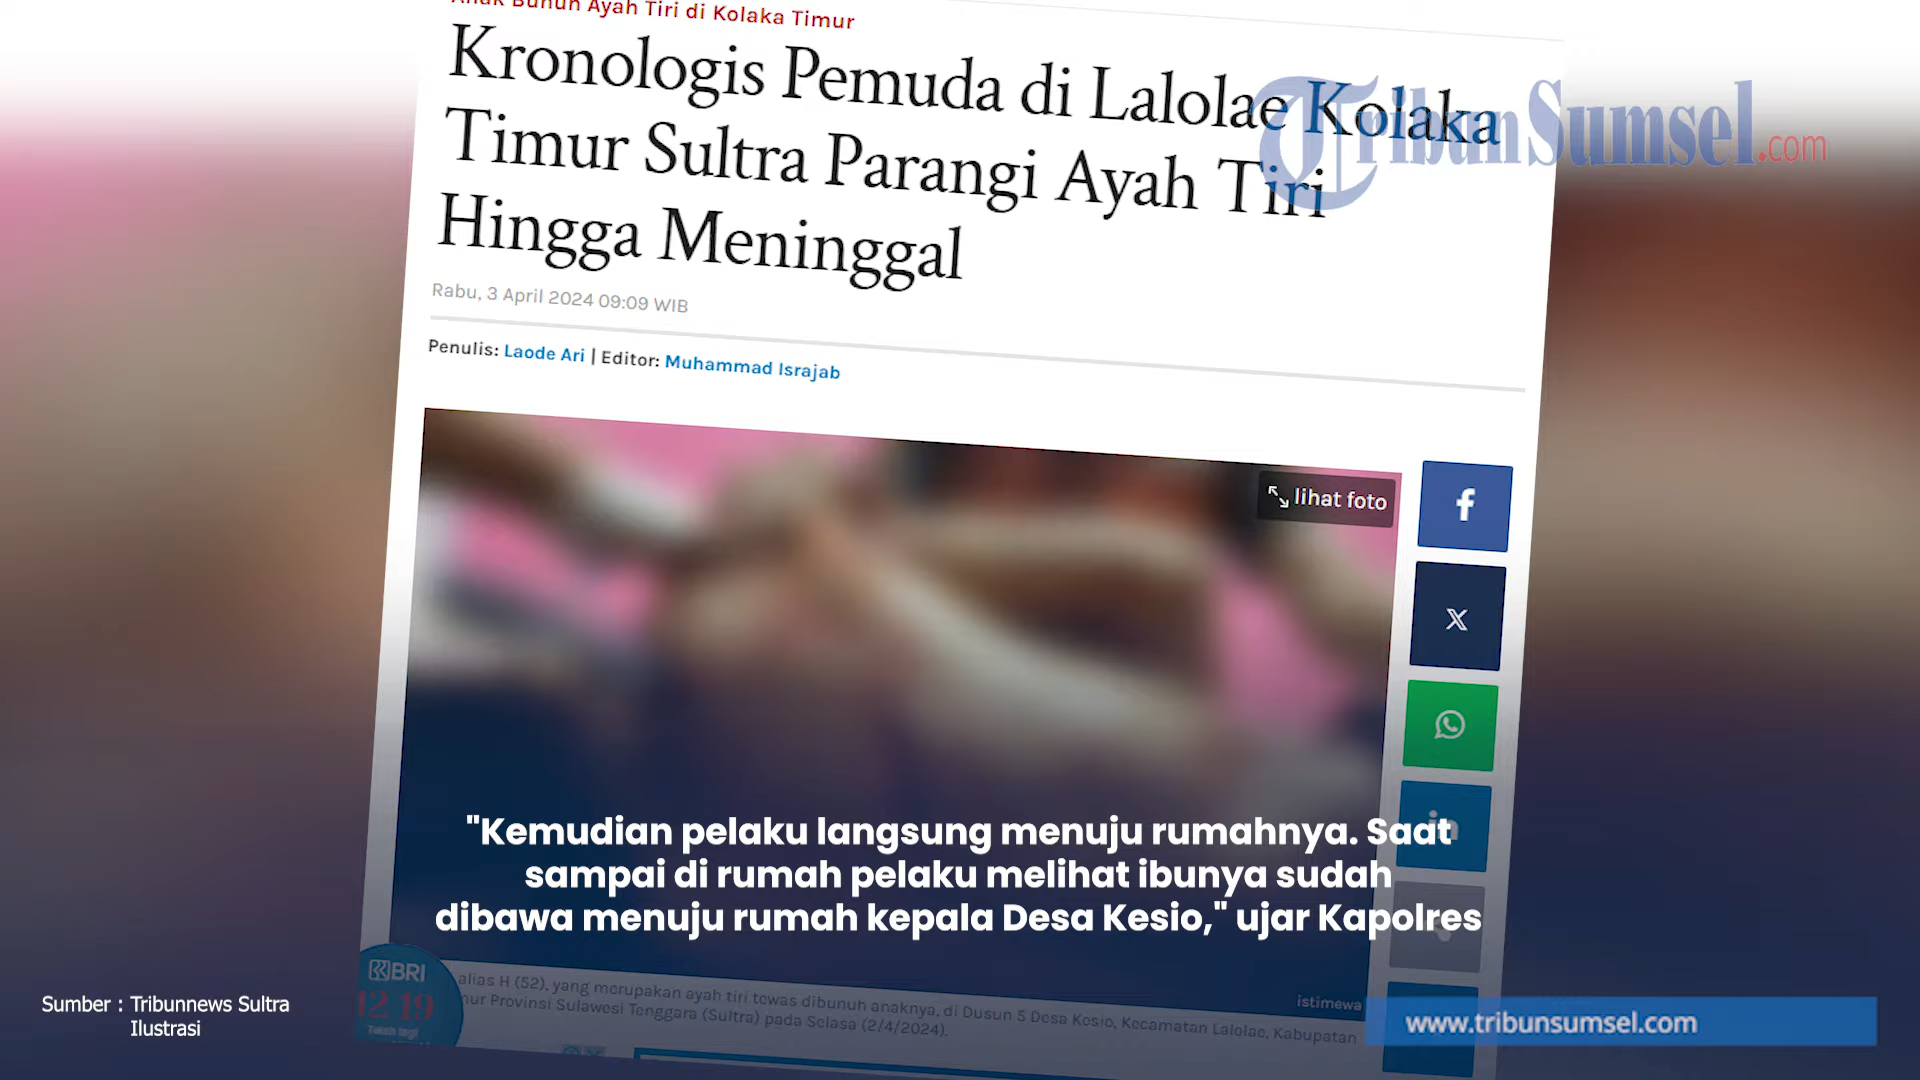 Anak Bunuh Ayah Tiri di Kolaka Timur
Kronologis Pemuda di Lalolae Kolaka
Timur Sultra Parangi Ayah Tiri
Hingga Meninggal
TribunSumsel.com
Rabu, 3 April 2024 09:09 WIB
Penulis: Laode Ari | Editor: Muhammad Israjab
lihat foto
"Kemudian pelaku langsung menuju rumahnya. Saat
sampai di rumah pelaku melihat ibunya sudah
dibawa menuju rumah kepala Desa Kesio," ujar Kapolres
BRI
12 19
alias H (52), yang merupakan ayah tiri tewas dibunuh anaknya, di Dusun 5 Desa Kesio, Kecamatan Lalolae, Kabupaten
Provinsi Sulawesi Tenggara (Sultra) pada Selasa (2/4/2024).
istimewa
Sumber : Tribunnews Sultra
Ilustrasi
www.tribunsumsel.com